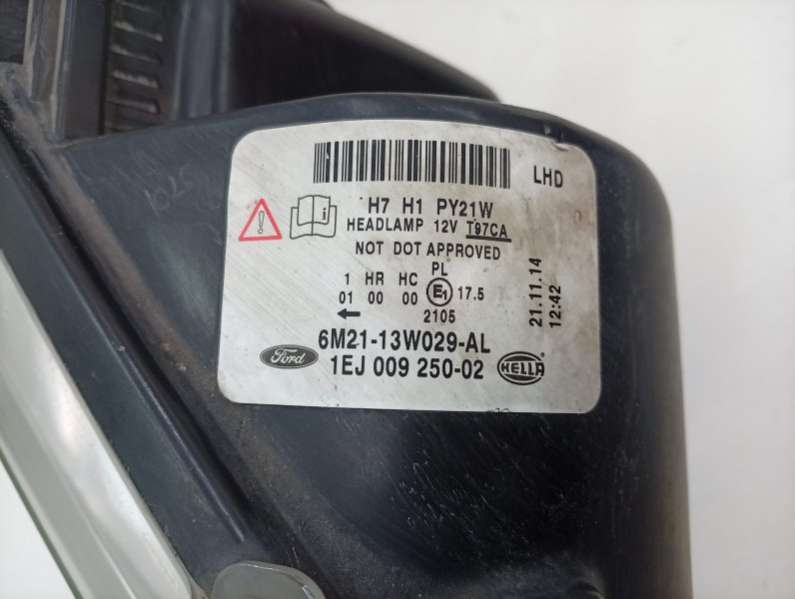 LHD
H7 H1 PY21W
HEADLAMP 12V T97CA
NOT DOT APPROVED
PL
1 HR HC
01 00 00 E1 17.5
2105
21.11.14
12:42
6M21-13W029-AL
Ford
1EJ 009 250-02
HELLA